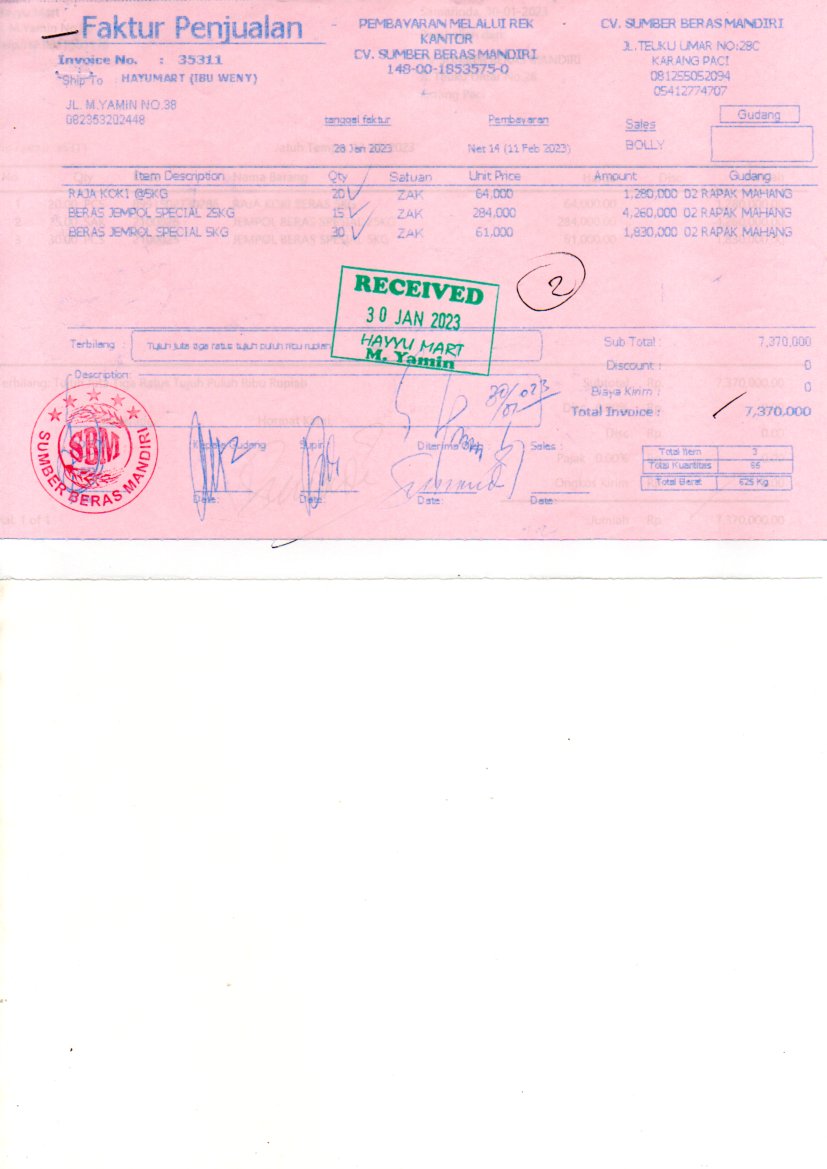 Faktur Penjualan
Invoice No. : 35311
Ship To : HAYUMART (IBU WENY)
JL. M.YAMIN NO.38
082353202448
PEMBAYARAN MELALUI REK
KANTOR
CV. SUMBER BERAS MANDIRI
148-00-1853575-0
CV. SUMBER BERAS MANDIRI
JL. TEUKU UMAR NO:28C
KARANG PACI
081255052094
05412774707
tanggal faktur Pembayaran Sales Gudang
28 Jan 2023 Net 14 (11 Feb 2023) BOLLY
Item Description Qty Satuan Unit Price Amount Gudang
RAJA KOKI @5KG 20 ZAK 64,000 1,280,000 02 RAPAK MAHANG
BERAS JEMPOL SPECIAL 25KG 15 ZAK 284,000 4,260,000 02 RAPAK MAHANG
BERAS JEMPOL SPECIAL 5KG 30 ZAK 61,000 1,830,000 02 RAPAK MAHANG
2
RECEIVED
30 JAN 2023
HAYYU MART
M. Yamin
Terbilang : Tujuh juta tiga ratus tujuh puluh ribu rupiah
Description:
Sub Total : 7,370,000
Discount : 0
Biaya Kirim : 0
Total Invoice : 7,370,000
SBM
SUMBER BERAS MANDIRI
Kepala Gudang Supir Diterima Oleh Sales :
Date: Date: Date: Date:
Total Item 3
Total Kuantitas 65
Total Berat 625 Kg